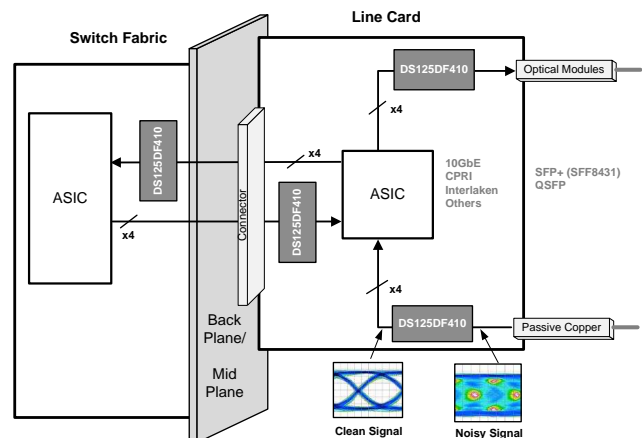 Switch Fabric
Line Card
DS125DF410
Optical Modules
x4
DS125DF410
x4
ASIC
x4
Connector
DS125DF410
ASIC
10GbE
CPRI
Interlaken
Others
SFP+ (SFF8431)
QSFP
x4
Back
Plane/
Mid
Plane
DS125DF410
Passive Copper
Clean Signal
Noisy Signal